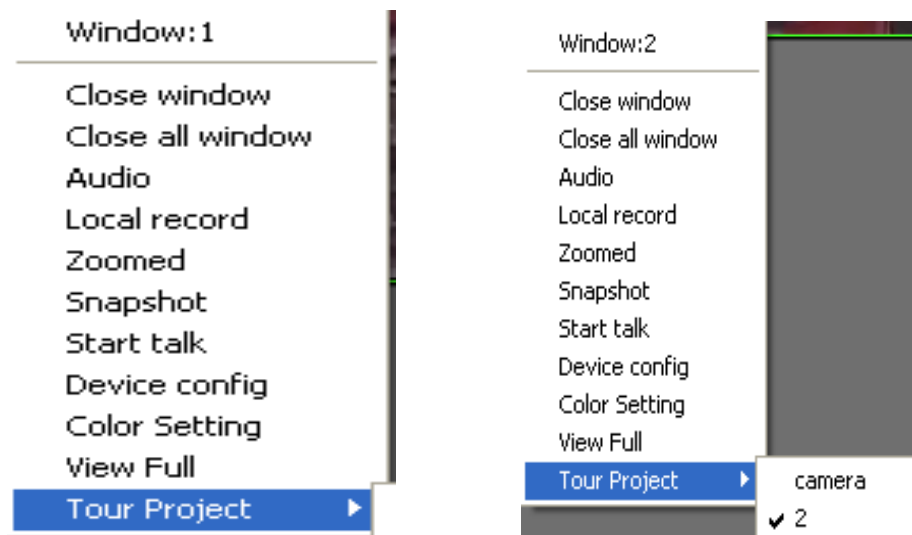 Window:1
Close window
Close all window
Audio
Local record
Zoomed
Snapshot
Start talk
Device config
Color Setting
View Full
Tour Project
Window:2
Close window
Close all window
Audio
Local record
Zoomed
Snapshot
Start talk
Device config
Color Setting
View Full
Tour Project
camera
2